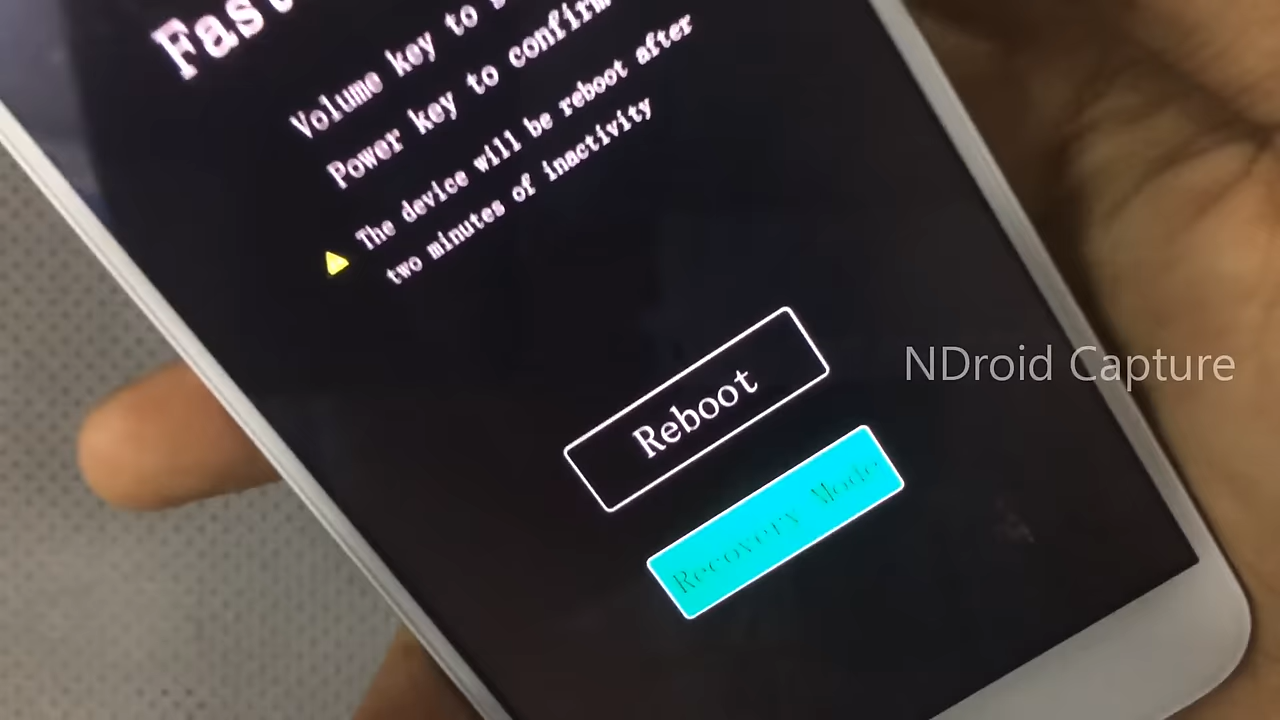 Fast
Volume key to
Power key to confirm
The device will be reboot after
two minutes of inactivity
Reboot
NDroid Capture
Recovery Mode